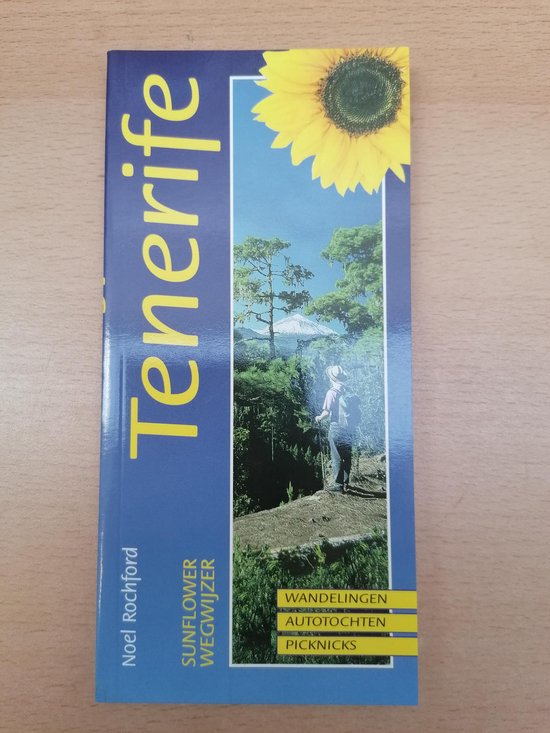 Tenerife
Noel Rochford
SUNFLOWER
WEGWIJZER
WANDELINGEN
AUTOTOCHTEN
PICKNICKS